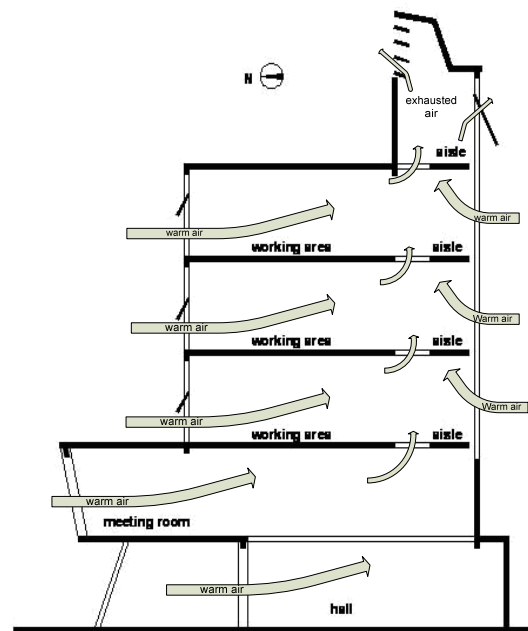 N
exhausted
air
aisle
warm air
warm air
working area aisle
warm air
Warm air
working area aisle
warm air
Warm air
working area aisle
warm air
meeting room
warm air
hall